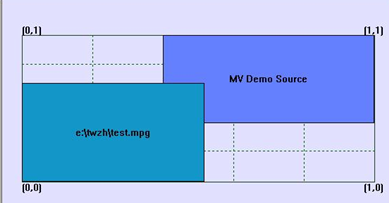 (0,1) (1,1)
MV Demo Source
e:\twzh\test.mpg
(0,0) (1,0)